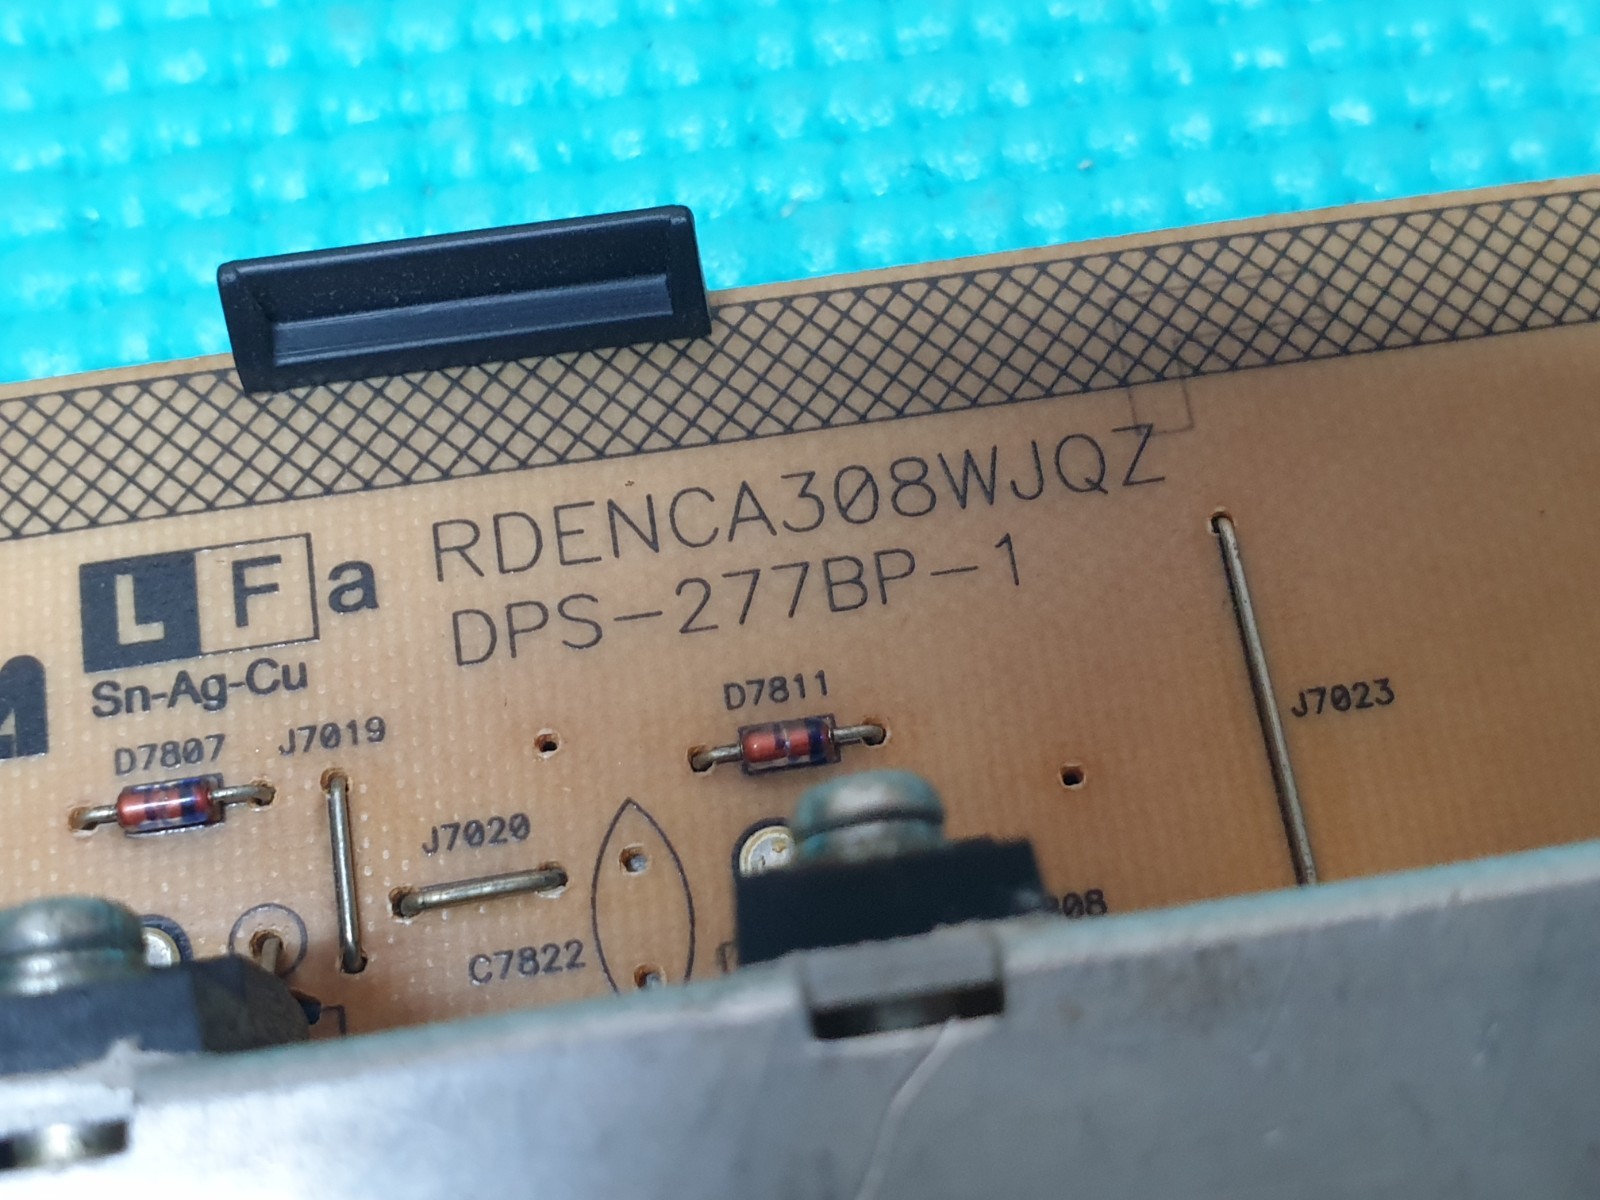 RDENCA308WJQZ
DPS-277BP-1
LFa
Sn-Ag-Cu
D7811
J7023
D7807
J7019
J7020
C7822